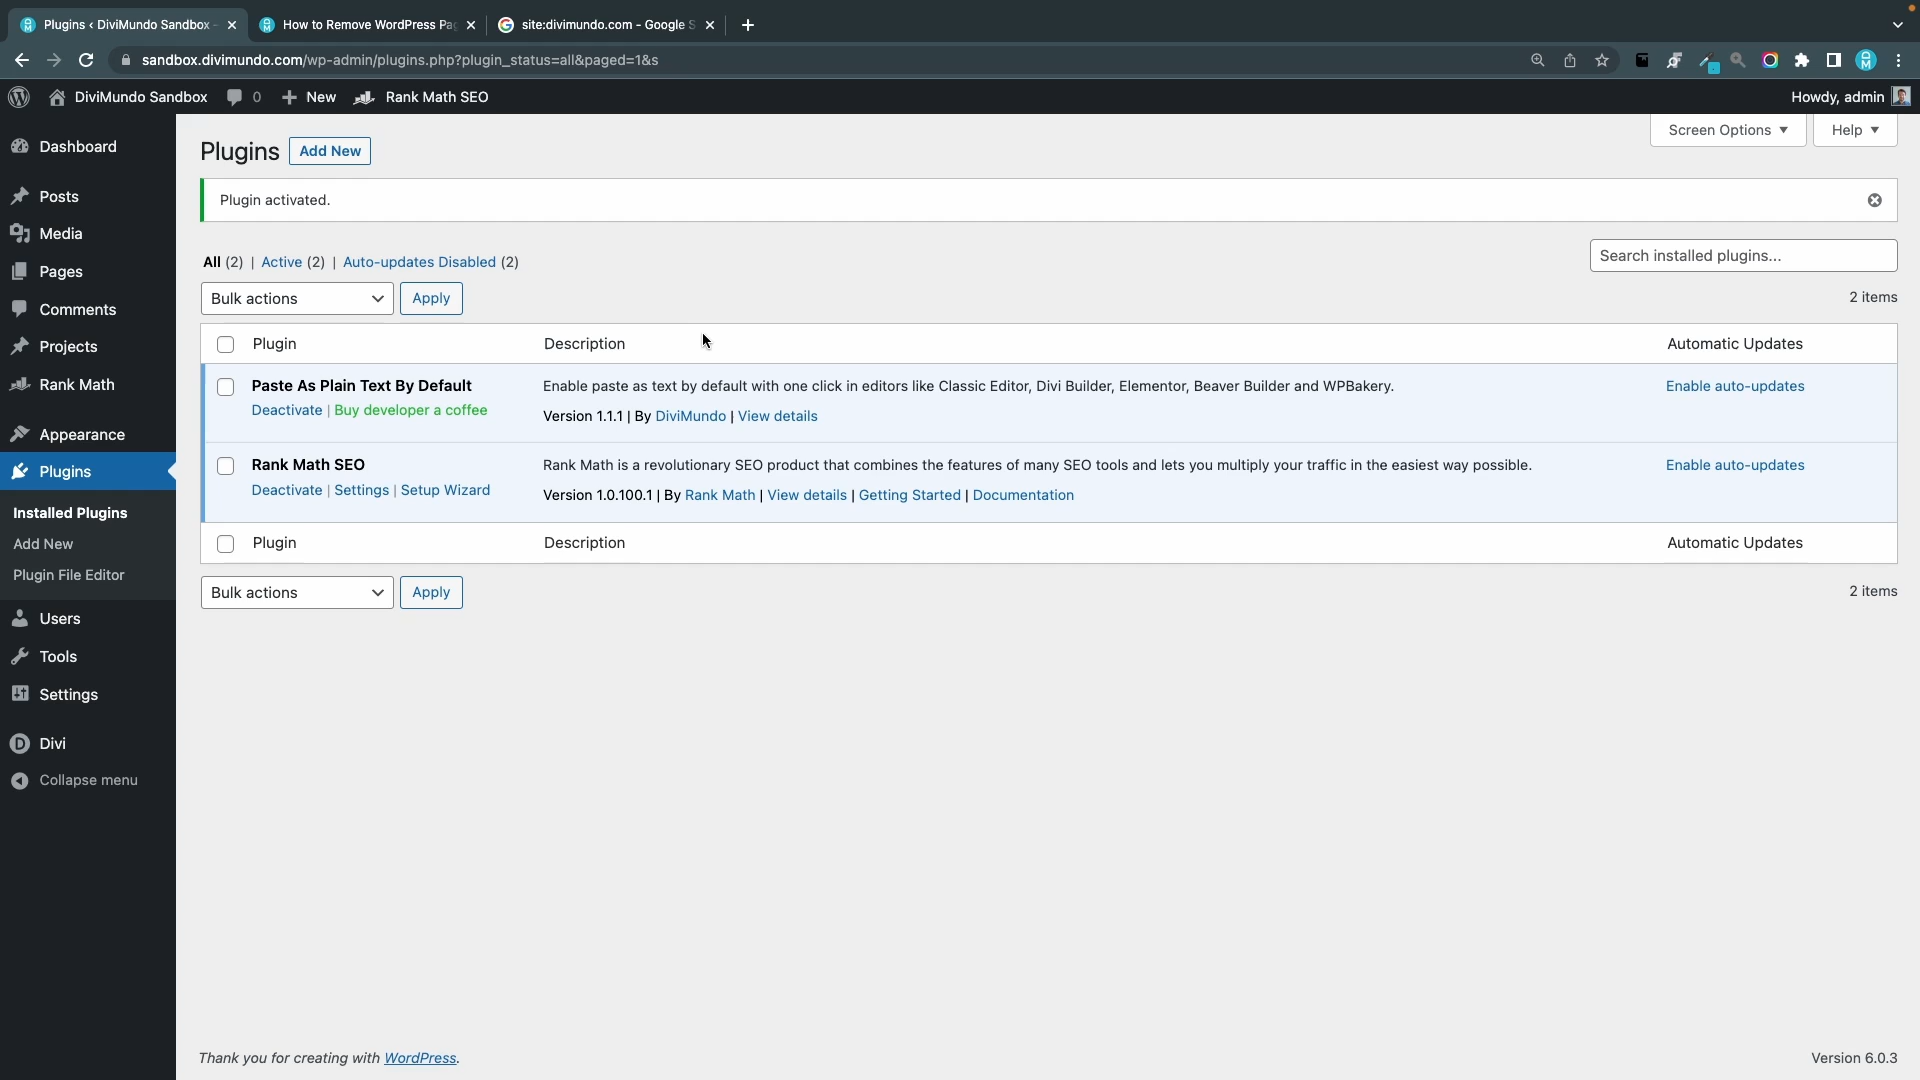 Plugins < DiviMundo Sandbox -
How to Remove WordPress Pa
site:divimundo.com - Google S
sandbox.divimundo.com/wp-admin/plugins.php?plugin_status=all&paged=1&s
DiviMundo Sandbox 0 New Rank Math SEO Howdy, admin
Dashboard
Posts
Media
Pages
Comments
Projects
Rank Math
Appearance
Plugins
Installed Plugins
Add New
Plugin File Editor
Users
Tools
Settings
Divi
Collapse menu
Screen Options Help
Plugins Add New
Plugin activated.
All (2) | Active (2) | Auto-updates Disabled (2)
Search installed plugins...
Bulk actions Apply 2 items
Plugin Description Automatic Updates
Paste As Plain Text By Default Enable paste as text by default with one click in editors like Classic Editor, Divi Builder, Elementor, Beaver Builder and WPBakery. Enable auto-updates
Deactivate | Buy developer a coffee Version 1.1.1 | By DiviMundo | View details
Rank Math SEO Rank Math is a revolutionary SEO product that combines the features of many SEO tools and lets you multiply your traffic in the easiest way possible. Enable auto-updates
Deactivate | Settings | Setup Wizard Version 1.0.100.1 | By Rank Math | View details | Getting Started | Documentation
Plugin Description Automatic Updates
Bulk actions Apply 2 items
Thank you for creating with WordPress. Version 6.0.3